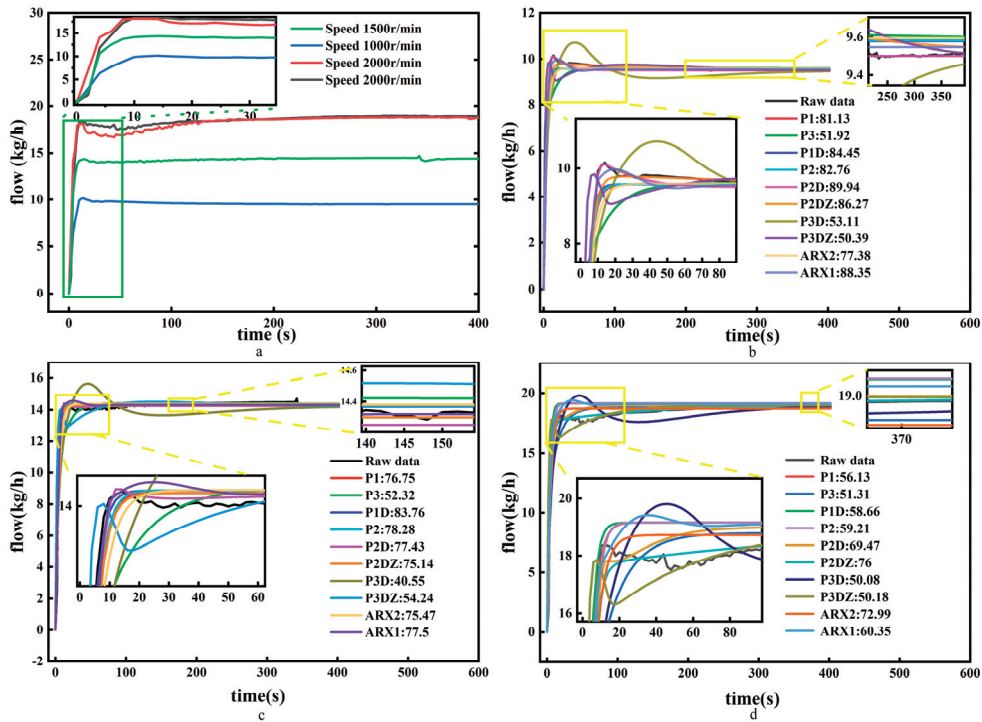 30
25
20
15
10
5
0
flow (kg/h)
15
10
5
0
0
10
20
30
Speed 1500r/min
Speed 1000r/min
Speed 2000r/min
Speed 2000r/min
0
100
200
300
400
time (s)
a
12
10
8
6
4
2
0
flow(kg/h)
9.6
9.4
250
300
350
10
8
0
10
20
30
40
50
60
70
80
Raw data
P1:81.13
P3:51.92
P1D:84.45
P2:82.76
P2D:89.94
P2DZ:86.27
P3D:53.11
P3DZ:50.39
ARX2:77.38
ARX1:88.35
0
100
200
300
400
500
600
time(s)
b
16
14
12
10
8
6
4
2
0
-2
flow(kg/h)
14.6
14.4
140
145
150
14
0
10
20
30
40
50
60
Raw data
P1:76.75
P3:52.32
P1D:83.76
P2:78.28
P2D:77.43
P2DZ:75.14
P3D:40.55
P3DZ:54.24
ARX2:75.47
ARX1:77.5
0
100
200
300
400
500
600
time(s)
c
20
15
10
5
0
flow(kg/h)
19.0
370
20
18
16
0
20
40
60
80
Raw data
P1:56.13
P3:51.31
P1D:58.66
P2:59.21
P2D:69.47
P2DZ:76
P3D:50.08
P3DZ:50.18
ARX2:72.99
ARX1:60.35
0
100
200
300
400
500
600
time(s)
d